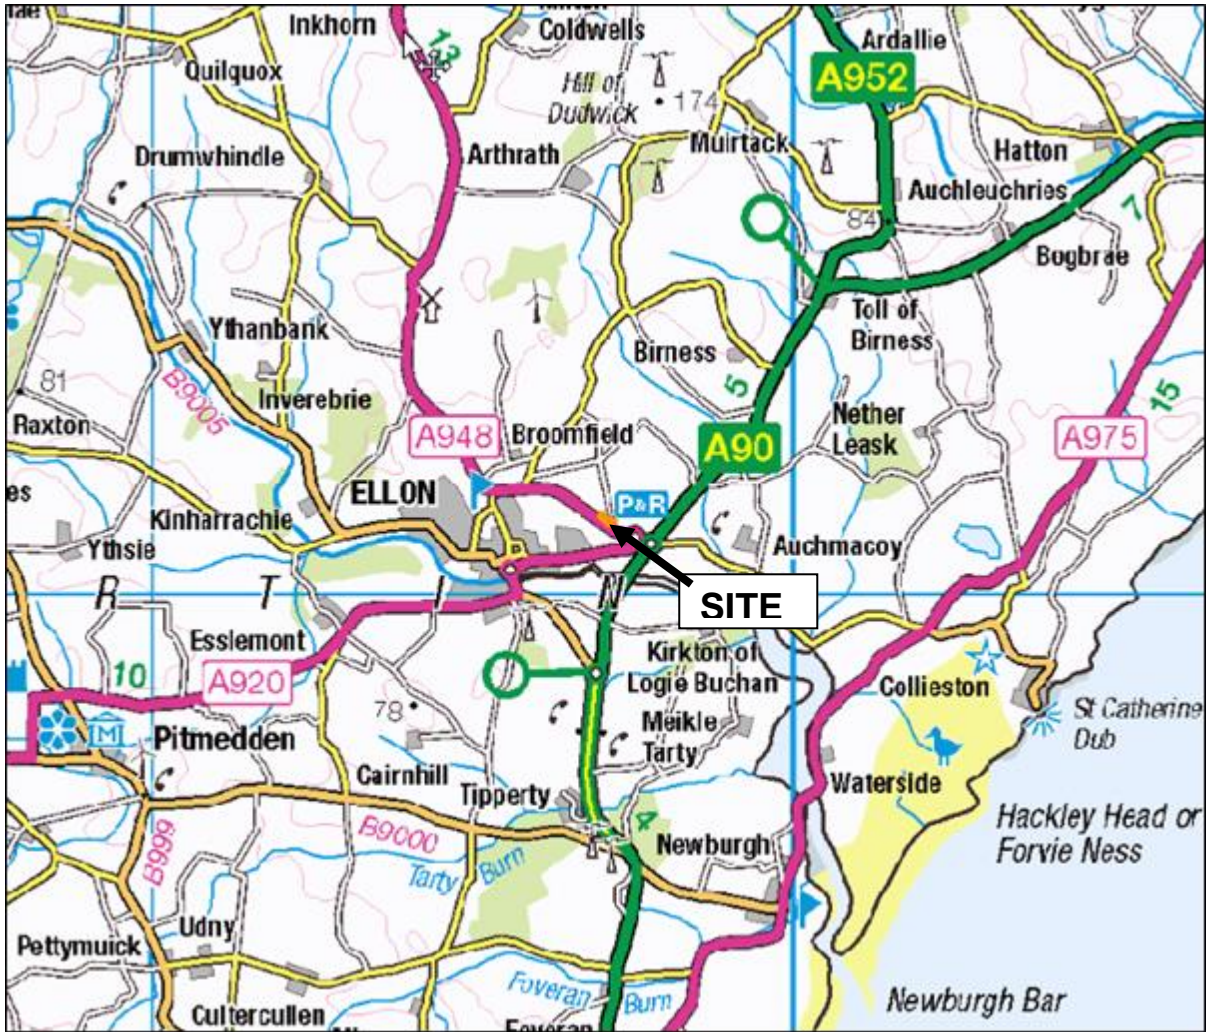 Inkhorn
13
Coldwells
Ardallie
Quilquox
Hill of
Dudwick
174
A952
Muirtack
Hatton
Drumwhindle
Arthrath
Auchleuchries
84
7
Bogbrae
Ythanbank
Toll of
Birness
Birness
81
B9005
5
15
Inverebrie
Nether
Leask
Raxton
A948
Broomfield
A90
A975
es
ELLON
P&R
Kinharrachie
Ythsie
Auchmacoy
R
T
I
N
SITE
Esslemont
Kirkton of
Logie Buchan
10
A920
Collieston
78
Meikle
Tarty
St Catherine
Dub
M
Pitmedden
Cairnhill
Waterside
Tipperty
B999
B9000
4
Newburgh
Hackley Head or
Forvie Ness
Tarty Burn
Udny
Pettymuick
Foveran Burn
Newburgh Bar
Cultercullen
Foveran